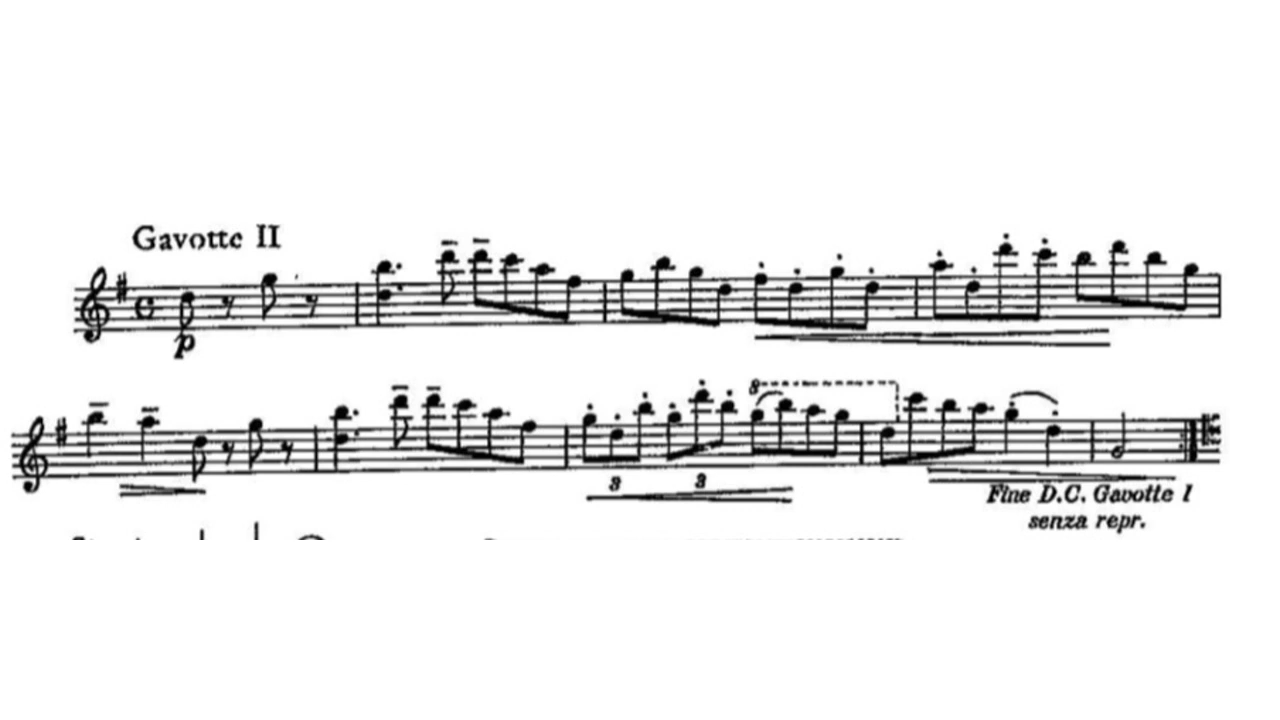 Gavotte II
p
8
3 3
Fine D.C. Gavotte I
senza repr.